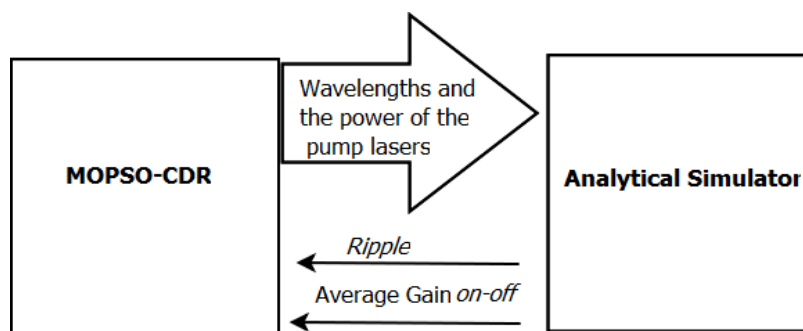 MOPSO-CDR
Wavelengths and
the power of the
pump lasers
Analytical Simulator
Ripple
Average Gain on-off